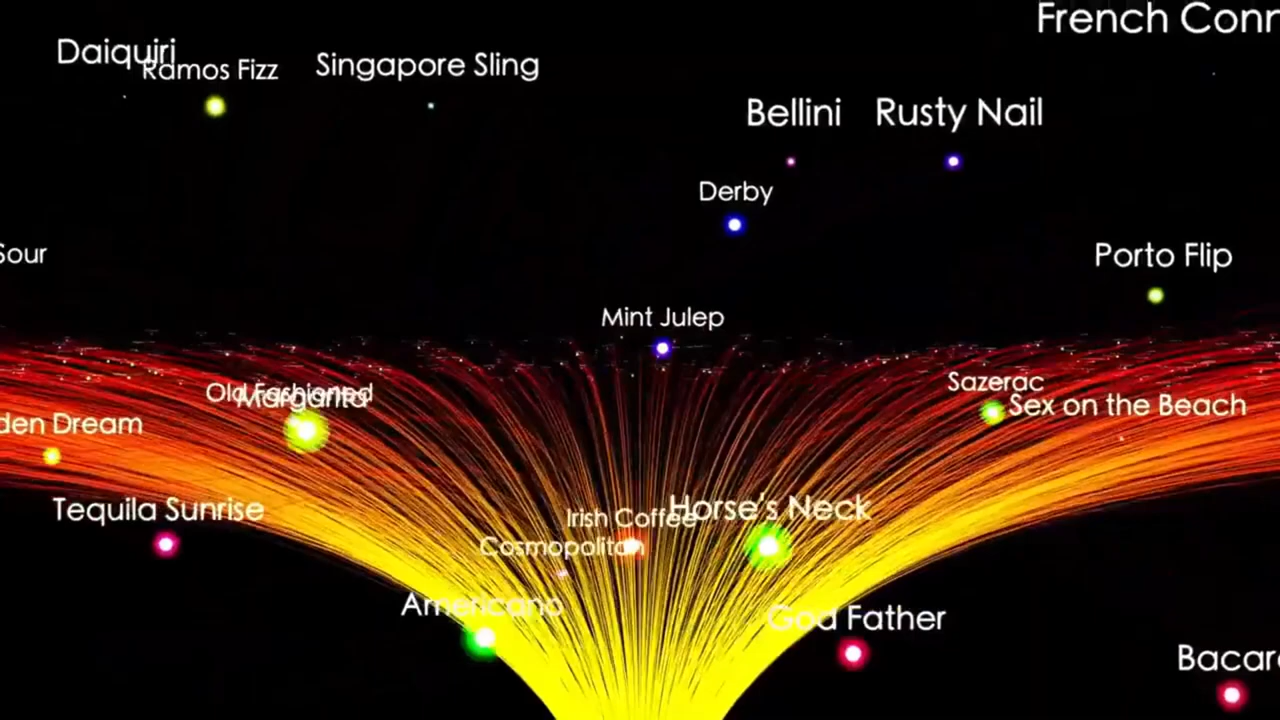 French Conn
Daiquiri
Ramos Fizz
Singapore Sling
Bellini
Rusty Nail
Derby
Sour
Porto Flip
Mint Julep
Old Fashioned
Margarita
Sazerac
Sex on the Beach
den Dream
Tequila Sunrise
Horse's Neck
Irish Coffee
Cosmopolitan
Americano
God Father
Bacar